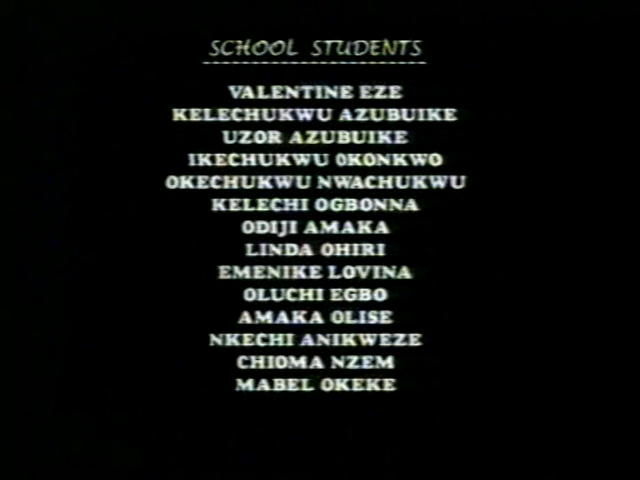 SCHOOL STUDENTS
VALENTINE EZE
KELECHUKWU AZUBUIKE
UZOR AZUBUIKE
IKECHUKWU OKONKWO
OKECHUKWU NWACHUKWU
KELECHI OGBONNA
ODIJI AMAKA
LINDA OHIRI
EMENIKE LOVINA
OLUCHI EGBO
AMAKA OLISE
NKECHI ANIKWEZE
CHIOMA NZEM
MABEL OKEKE